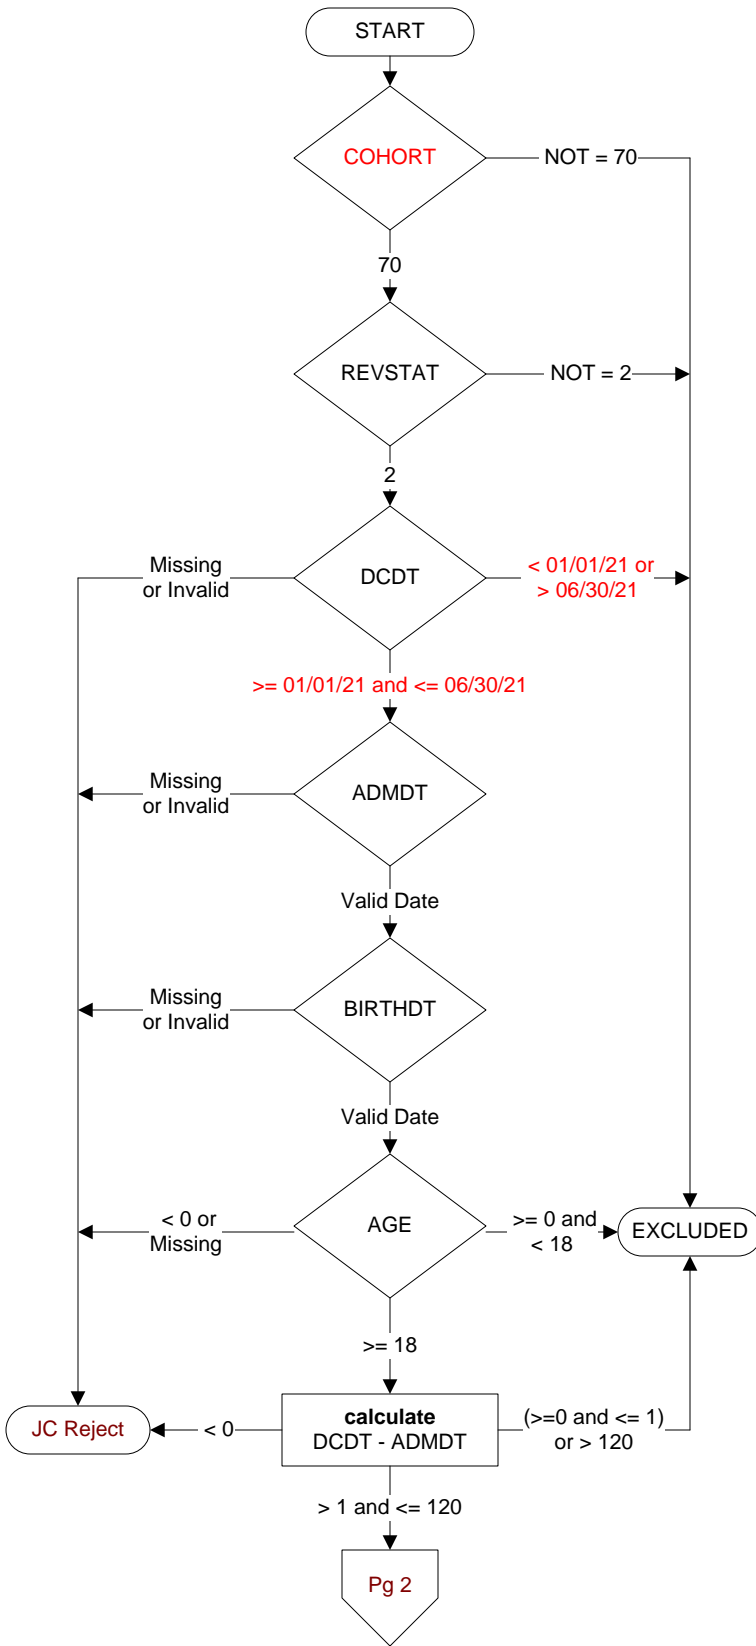 START
COHORT
NOT = 70
70
REVSTAT
NOT = 2
2
Missing
or Invalid
DCDT
< 01/01/21 or
> 06/30/21
>= 01/01/21 and <= 06/30/21
Missing
or Invalid
ADMDT
Valid Date
Missing
or Invalid
BIRTHDT
Valid Date
< 0 or
Missing
AGE
>= 0 and
< 18
EXCLUDED
>= 18
JC Reject
< 0
calculate
DCDT - ADMDT
(>=0 and <= 1)
or > 120
> 1 and <= 120
Pg 2